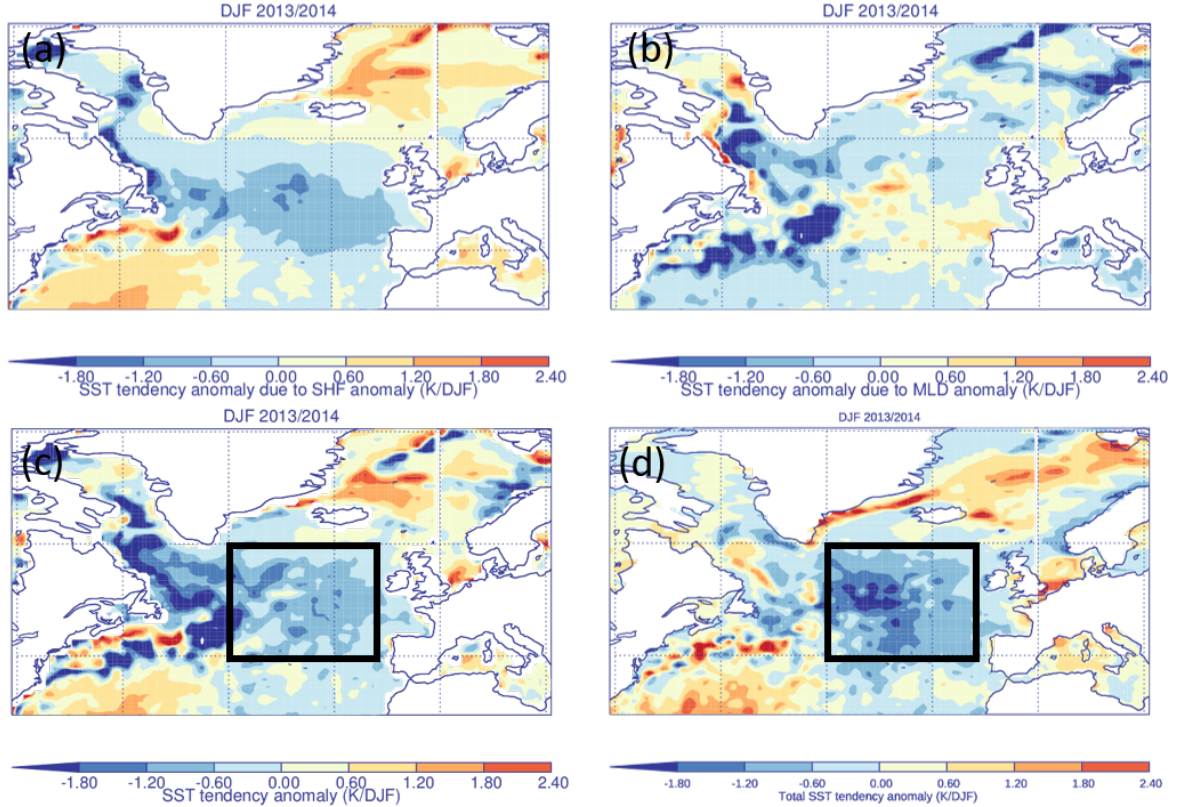 DJF 2013/2014
(a)
-1.80 -1.20 -0.60 0.00 0.60 1.20 1.80 2.40
SST tendency anomaly due to SHF anomaly (K/DJF)
DJF 2013/2014
(b)
-1.80 -1.20 -0.60 0.00 0.60 1.20 1.80 2.40
SST tendency anomaly due to MLD anomaly (K/DJF)
DJF 2013/2014
(c)
-1.80 -1.20 -0.60 0.00 0.60 1.20 1.80 2.40
SST tendency anomaly (K/DJF)
DJF 2013/2014
(d)
-1.80 -1.20 -0.60 0.00 0.60 1.20 1.80 2.40
Total SST tendency anomaly (K/DJF)